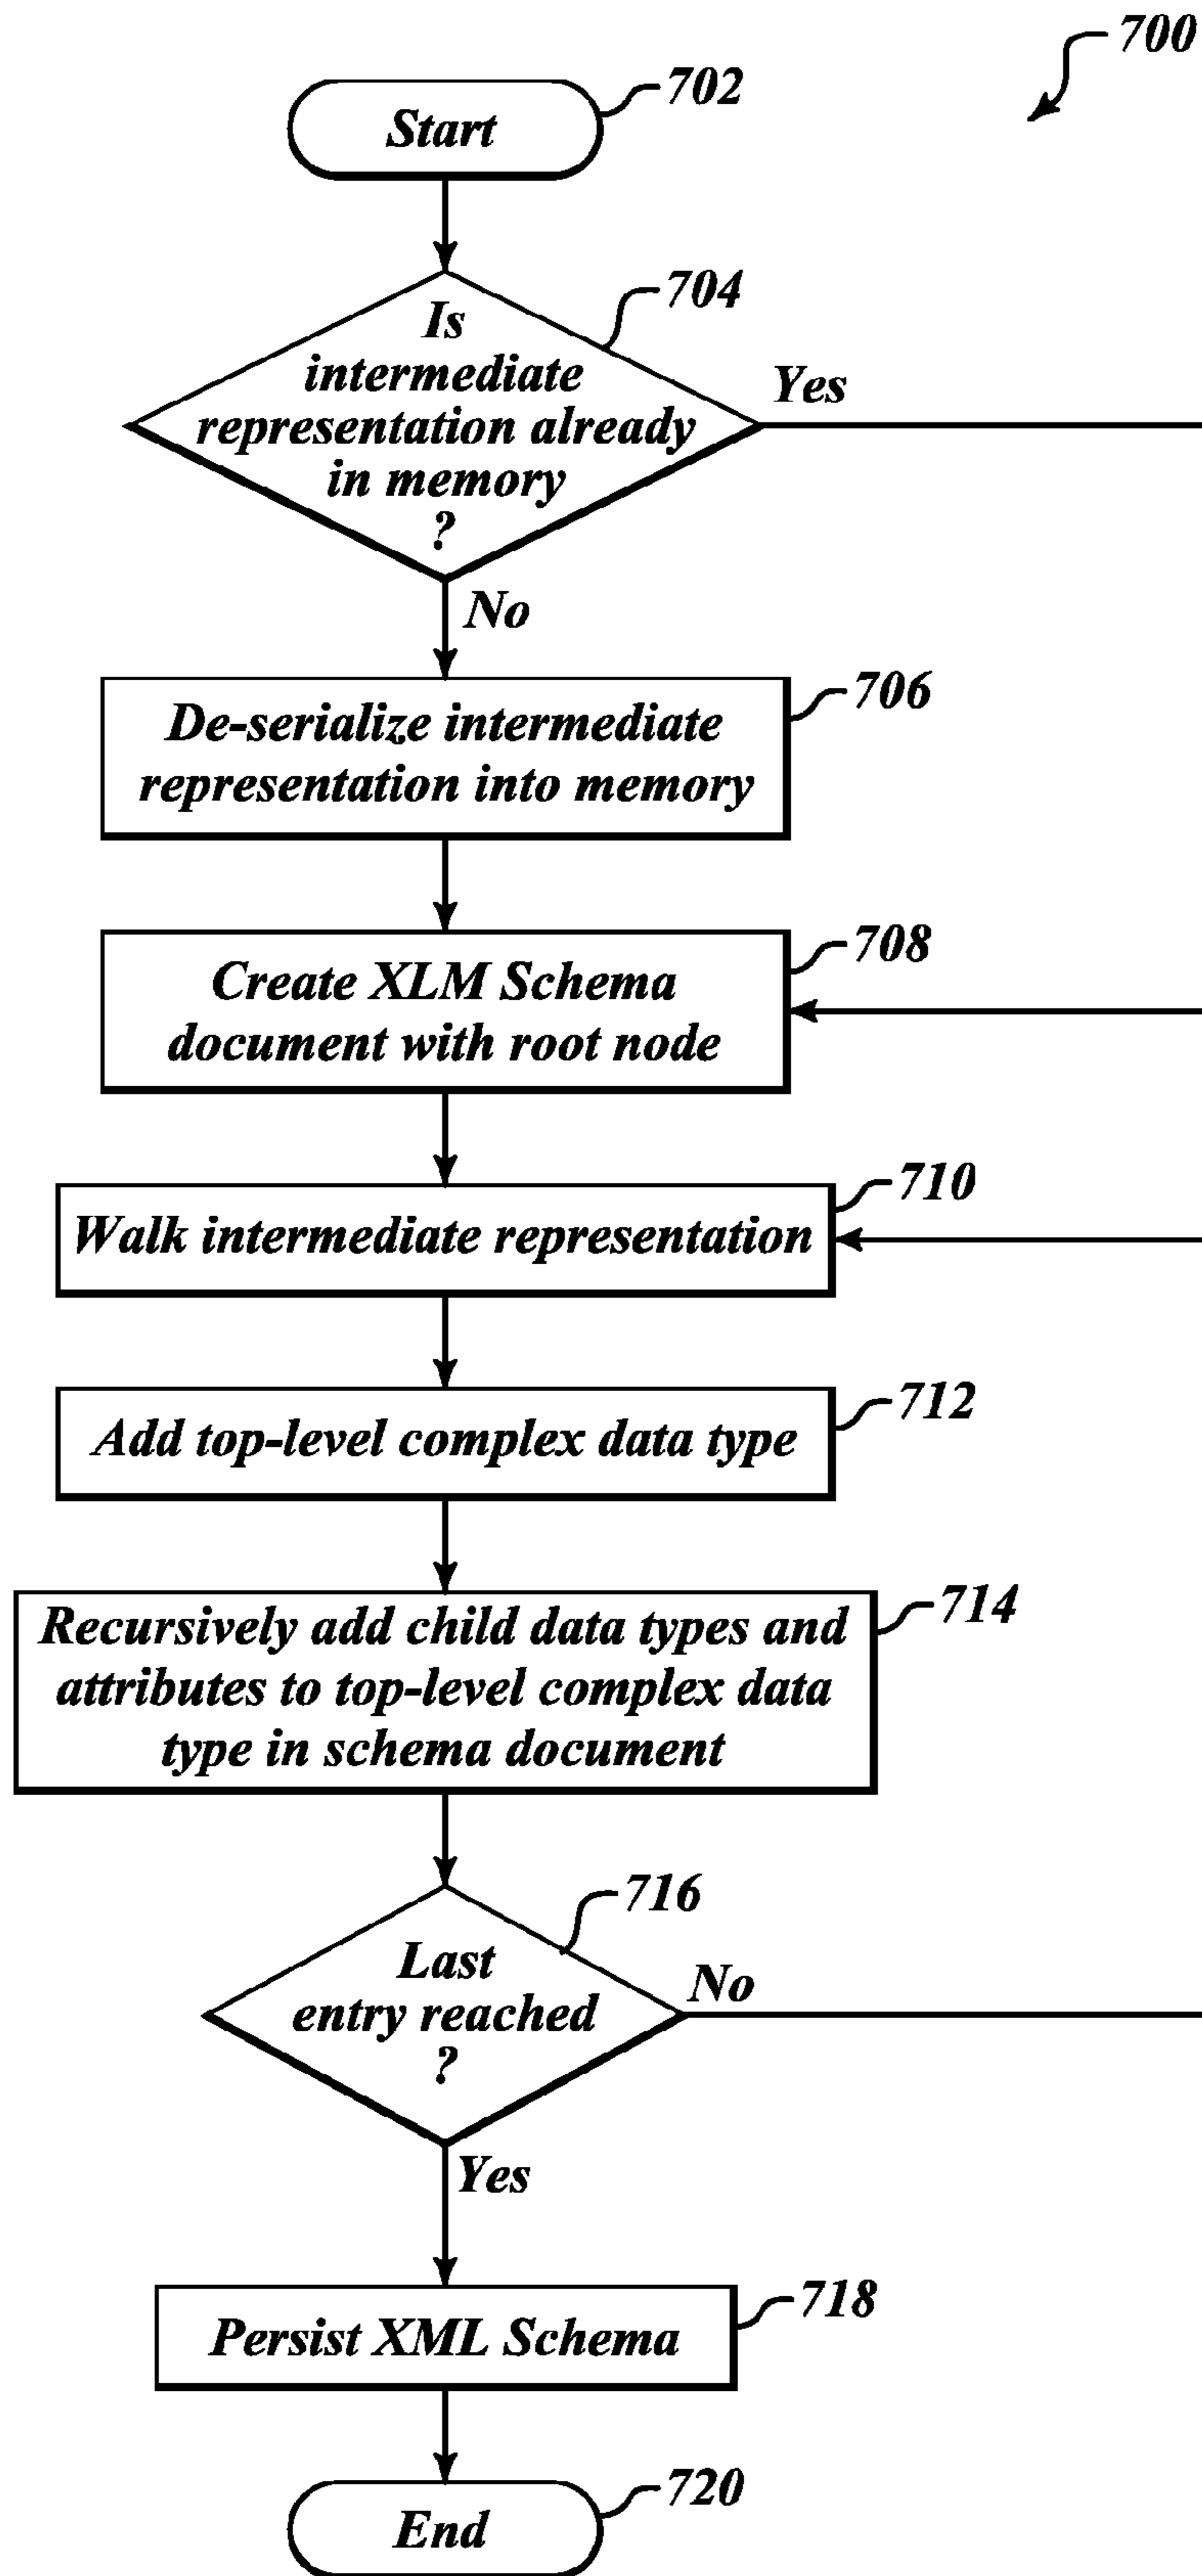 700
Start
702
Is
intermediate
representation already
in memory
?
704
Yes
No
De-serialize intermediate
representation into memory
706
Create XLM Schema
document with root node
708
Walk intermediate representation
710
Add top-level complex data type
712
Recursively add child data types and
attributes to top-level complex data
type in schema document
714
Last
entry reached
?
716
No
Yes
Persist XML Schema
718
End
720